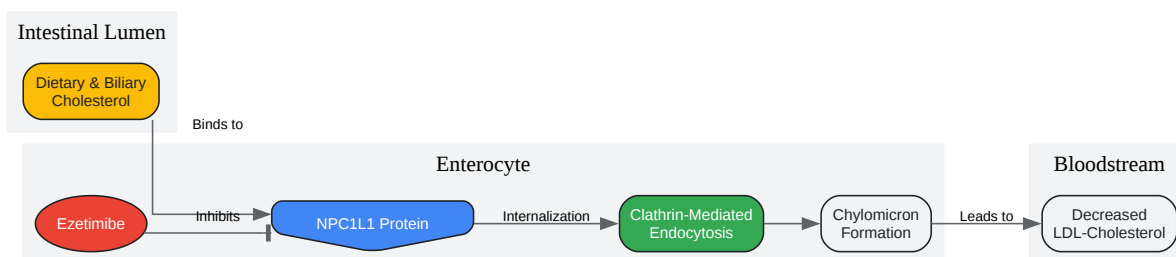 Intestinal Lumen
Dietary & Biliary
Cholesterol
Binds to
Enterocyte
Bloodstream
Ezetimibe
Inhibits
NPC1L1 Protein
Internalization
Clathrin-Mediated
Endocytosis
Chylomicron
Formation
Leads to
Decreased
LDL-Cholesterol